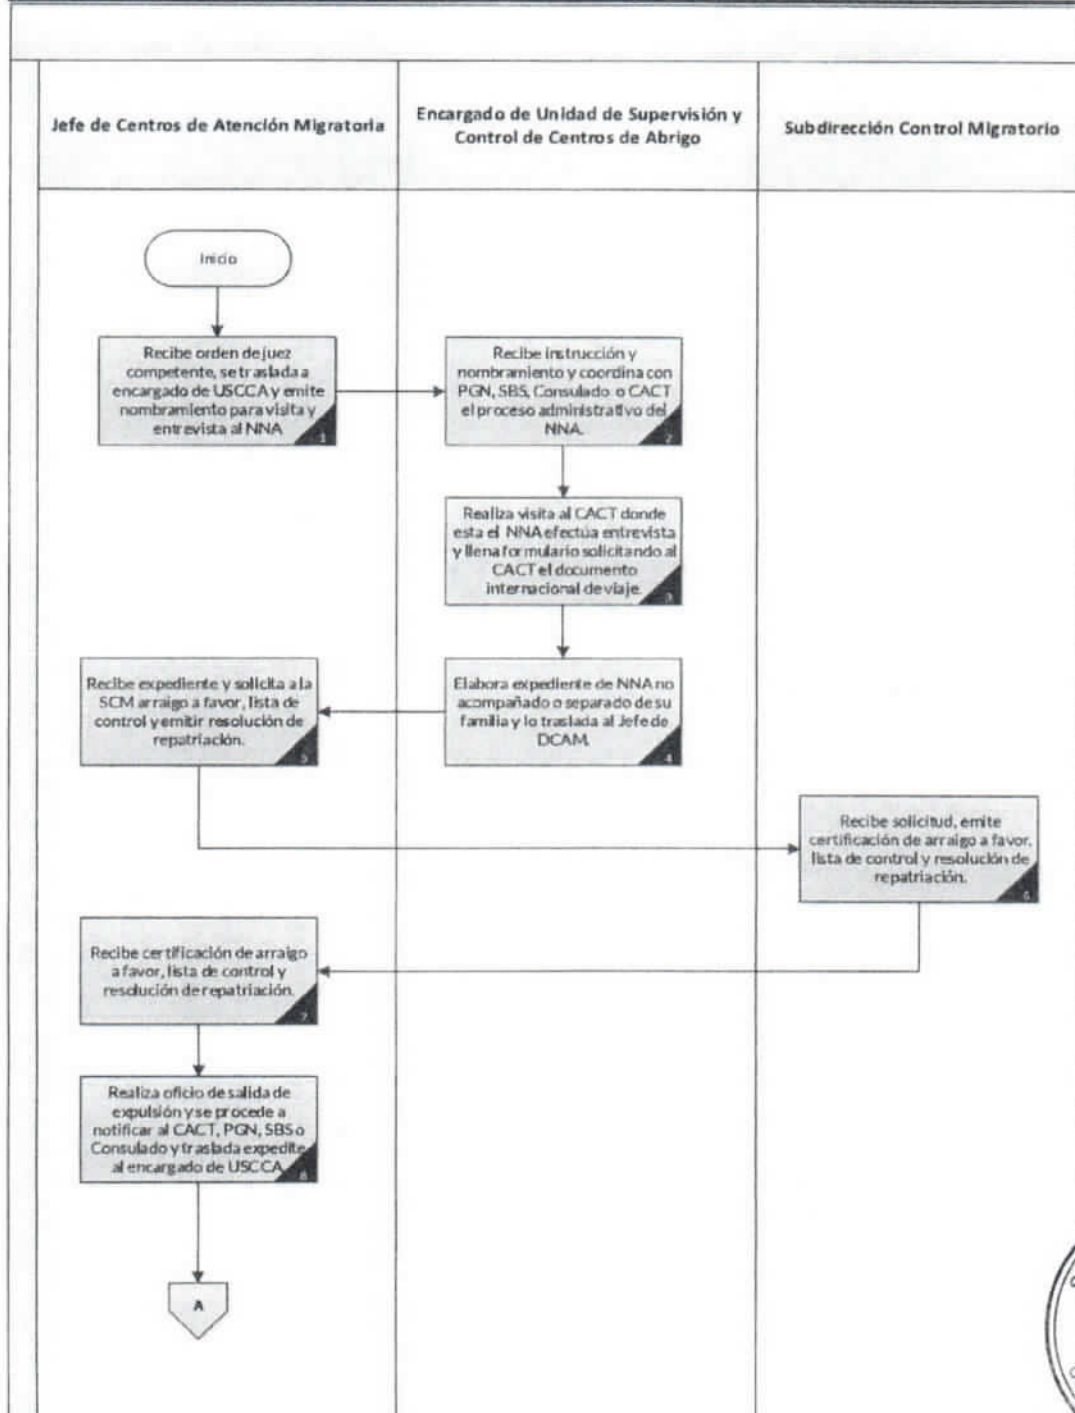 Jefe de Centros de Atención Migratoria
Encargado de Unidad de Supervisión y
Control de Centros de Abrigo
Subdirección Control Migratorio
Inicio
Recibe orden de juez
competente, se traslada a
encargado de USCCA y emite
nombramiento para visita y
entrevista al NNA
1
Recibe instrucción y
nombramiento y coordina con
PGN, SBS, Consulado o CACT
el proceso administrativo del
NNA.
2
Realiza visita al CACT donde
esta el NNA efectúa entrevista
y llena formulario solicitando al
CACT el documento
internacional de viaje.
3
Elabora expediente de NNA no
acompañado o separado de su
familia y lo traslada al Jefe de
DCAM.
4
Recibe expediente y solicita a la
SCM arraigo a favor, lista de
control y emitir resolución de
repatriación.
5
Recibe solicitud, emite
certificación de arraigo a favor,
lista de control y resolución de
repatriación.
6
Recibe certificación de arraigo
a favor, lista de control y
resolución de repatriación.
7
Realiza oficio de salida de
expulsión y se procede a
notificar al CACT, PGN, SBS o
Consulado y traslada expedite
al encargado de USCCA
8
A